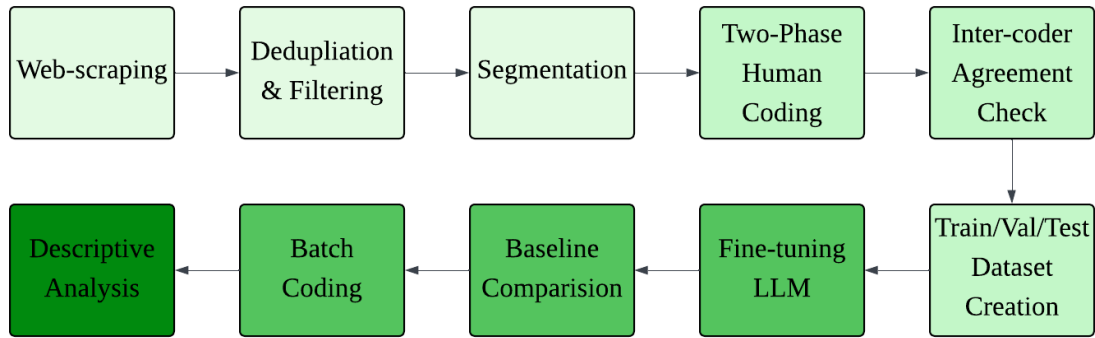 Web-scraping
Dedupliation
& Filtering
Segmentation
Two-Phase
Human
Coding
Inter-coder
Agreement
Check
Train/Val/Test
Dataset
Creation
Fine-tuning
LLM
Baseline
Comparision
Batch
Coding
Descriptive
Analysis